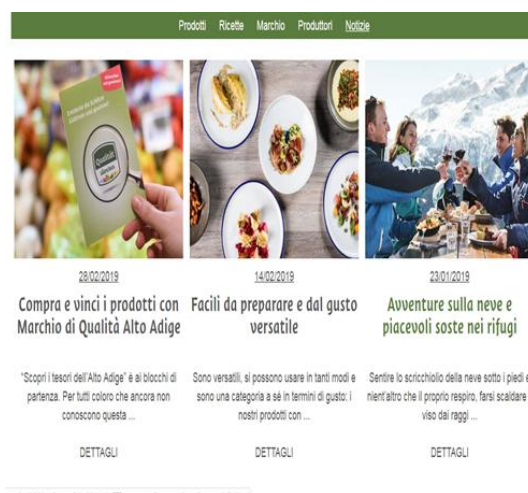 Prodotti Ricette Marchio Produttori Notizie
Qualità
28/02/2019
Compra e vinci i prodotti con
Marchio di Qualità Alto Adige
"Scopri i tesori dell'Alto Adige" è ai blocchi di
partenza. Per tutti coloro che ancora non
conoscono questa ...
DETTAGLI
14/02/2019
Facili da preparare e dal gusto
versatile
Sono versatili, si possono usare in tanti modi e
sono una categoria a sé in termini di gusto: i
nostri prodotti con ...
DETTAGLI
23/01/2019
Avventure sulla neve e
piacevoli soste nei rifugi
Sentire lo scricchiolio della neve sotto i piedi e
nient'altro che il proprio respiro, farsi scaldare
viso dai raggi ...
DETTAGLI